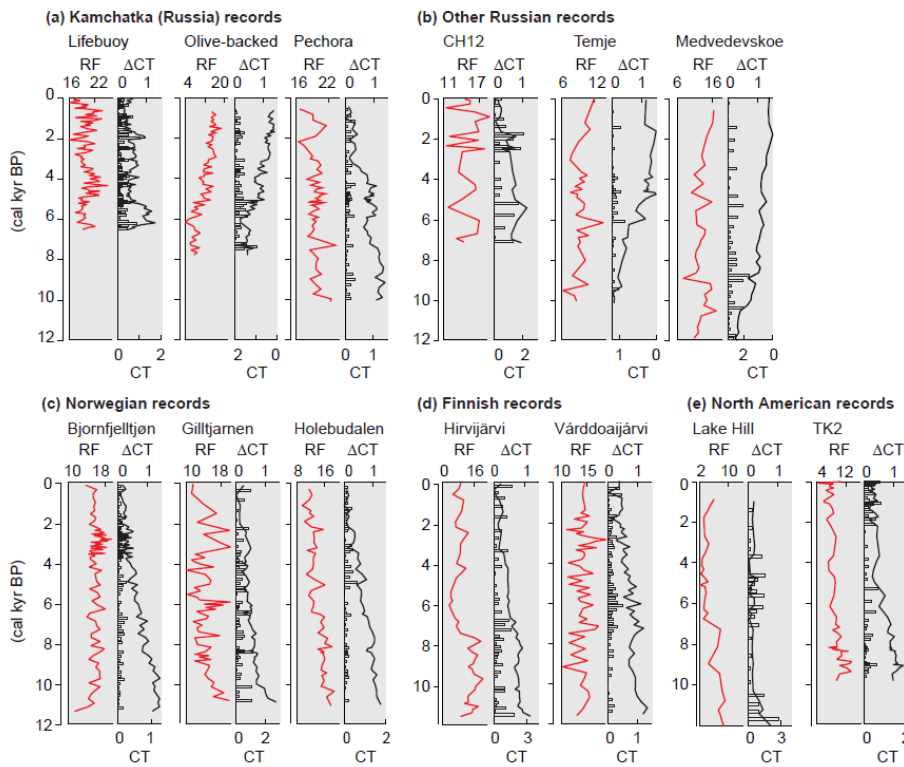 (a) Kamchatka (Russia) records
(b) Other Russian records
Lifebuoy Olive-backed Pechora CH12 Temje Medvedevskoe
RF ΔCT RF ΔCT RF ΔCT RF ΔCT RF ΔCT RF ΔCT
16 22 0 1 4 20 0 1 16 22 0 1 11 17 0 1 6 12 0 1 6 16 0 1
0
2
4
6
8
10
12
(cal kyr BP)
0 2 2 1 0 0 1 0 2 1 0 2 0
CT CT CT CT CT CT
(c) Norwegian records
(d) Finnish records
(e) North American records
Bjornfjelltjøn Gilltjarnen Holebudalen Hirvijärvi Várddoaijárvi Lake Hill TK2
RF ΔCT RF ΔCT RF ΔCT RF ΔCT RF ΔCT RF ΔCT RF ΔCT
10 18 0 1 10 18 0 1 8 16 0 1 0 16 0 1 10 15 0 1 2 10 0 1 4 12 0 1
0
2
4
6
8
10
12
(cal kyr BP)
0
2
4
6
8
10
2
4
6
8
10
0 1 0 2 0 2 0 3 0 1 0 3 0 2
CT CT CT CT CT CT CT